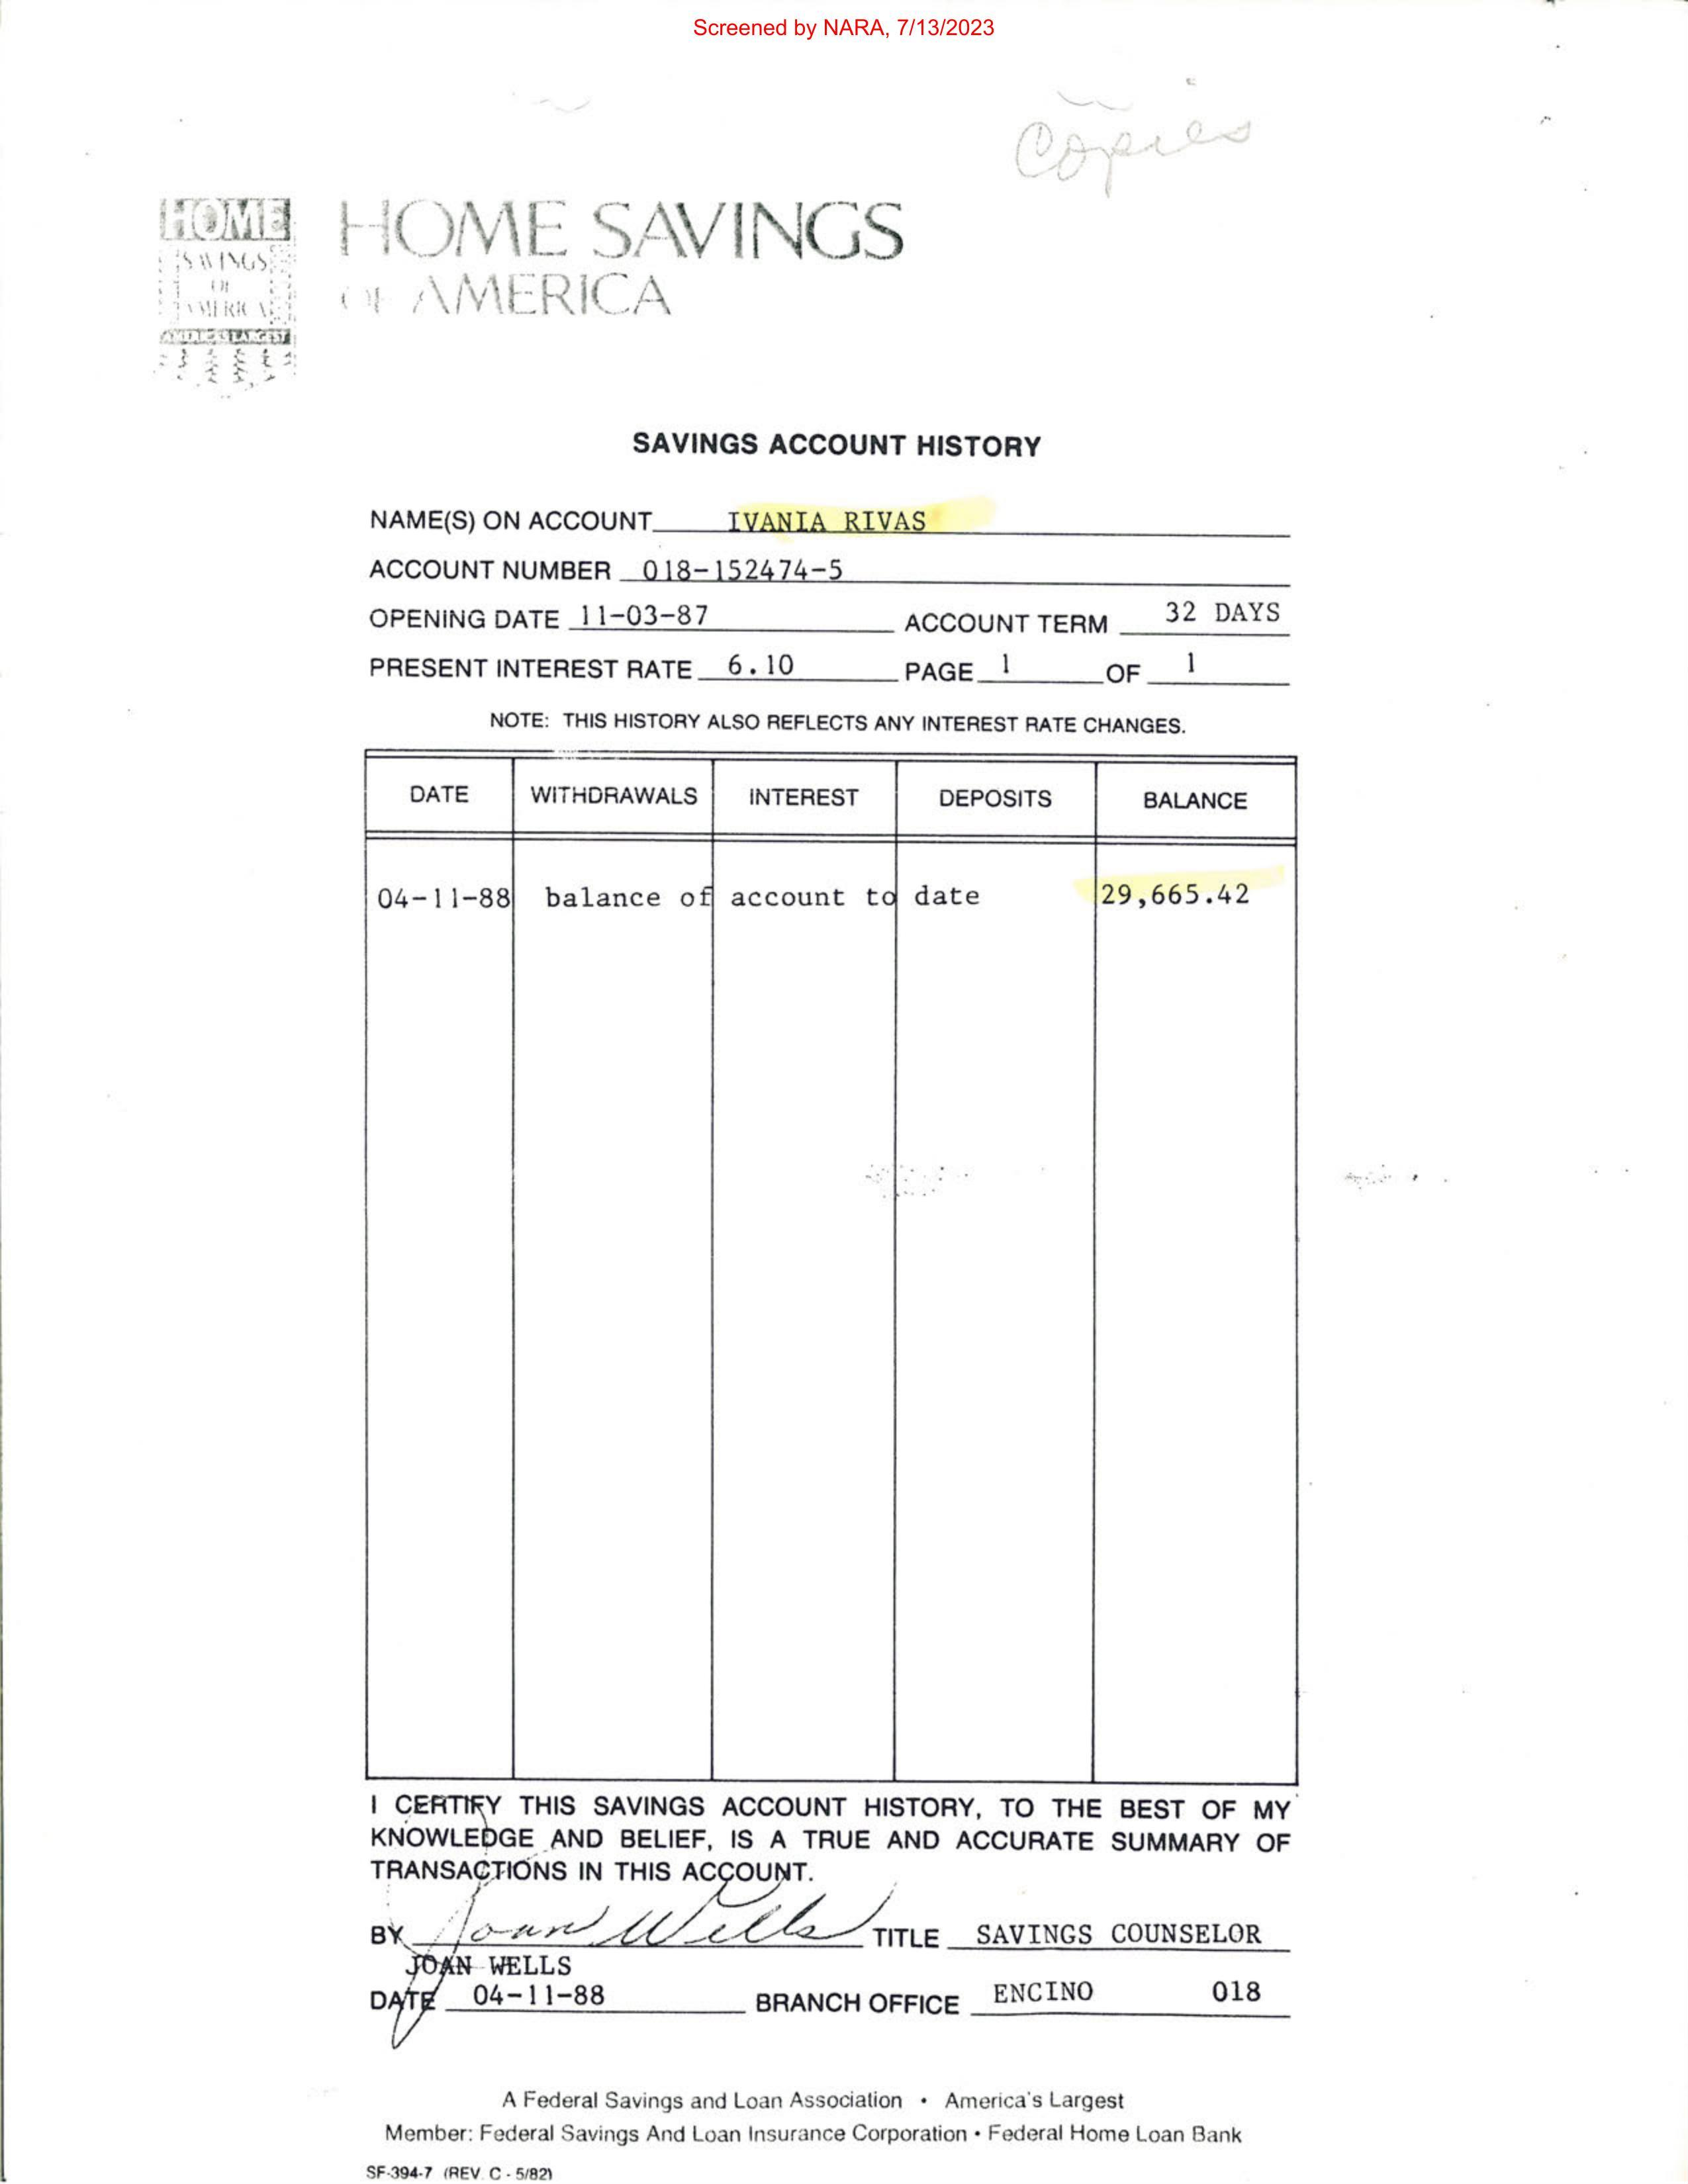 Screened by NARA, 7/13/2023
Copies
HOME
SAVINGS
OF
AMERICA
AMERICA'S LARGEST
HOME SAVINGS
OF AMERICA
SAVINGS ACCOUNT HISTORY
NAME(S) ON ACCOUNT IVANIA RIVAS
ACCOUNT NUMBER 018-152474-5
OPENING DATE 11-03-87 ACCOUNT TERM 32 DAYS
PRESENT INTEREST RATE 6.10 PAGE 1 OF 1
NOTE: THIS HISTORY ALSO REFLECTS ANY INTEREST RATE CHANGES.
DATE WITHDRAWALS INTEREST DEPOSITS BALANCE
04-11-88 balance of account to date 29,665.42
I CERTIFY THIS SAVINGS ACCOUNT HISTORY, TO THE BEST OF MY
KNOWLEDGE AND BELIEF, IS A TRUE AND ACCURATE SUMMARY OF
TRANSACTIONS IN THIS ACCOUNT.
BY Joan Wells TITLE SAVINGS COUNSELOR
JOAN WELLS
DATE 04-11-88 BRANCH OFFICE ENCINO 018
A Federal Savings and Loan Association • America's Largest
Member: Federal Savings And Loan Insurance Corporation • Federal Home Loan Bank
SF-394-7 (REV. C - 5/82)